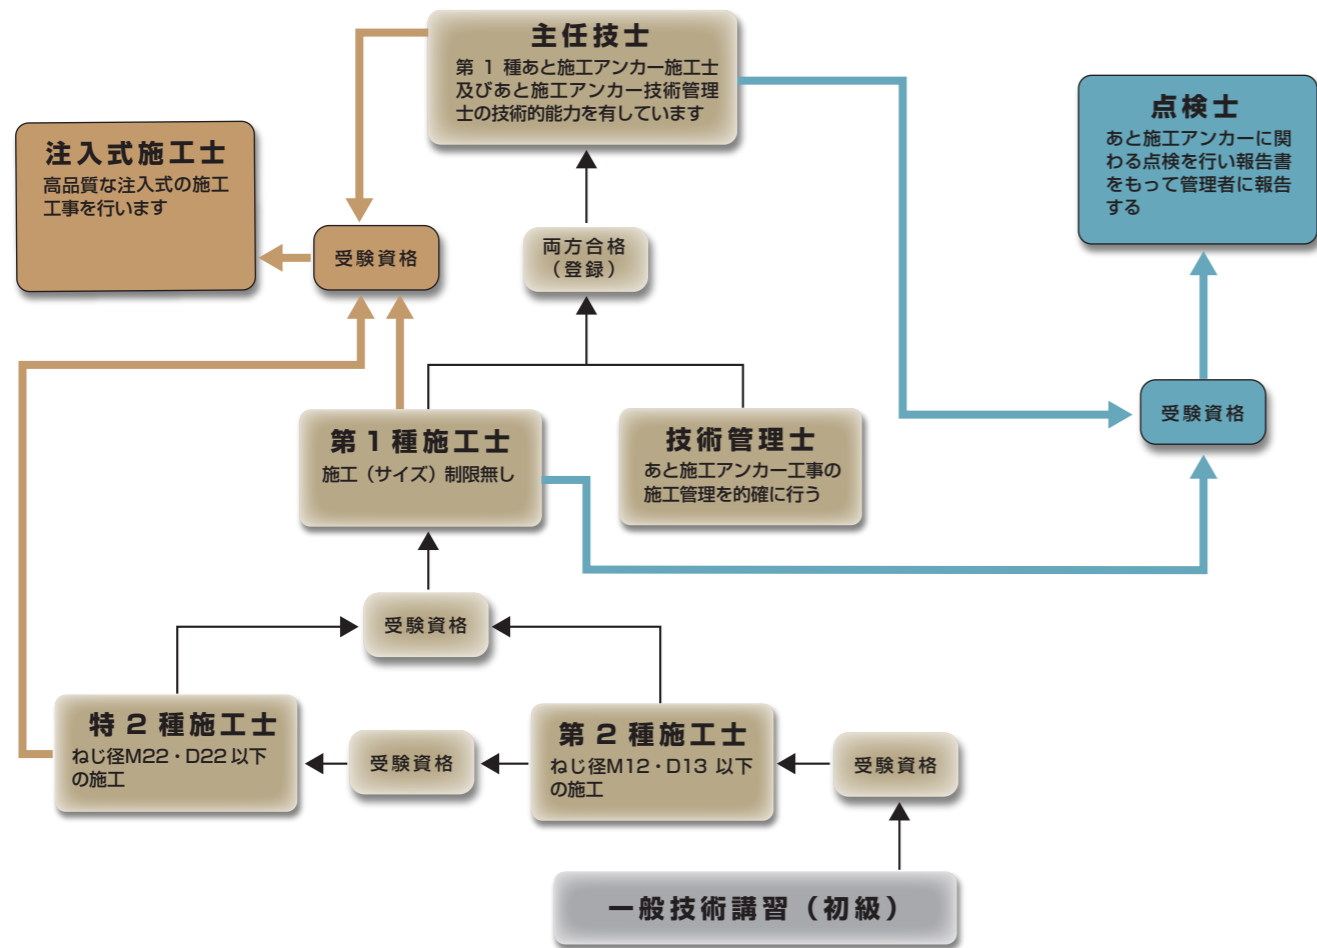 主任技士
第 1 種あと施工アンカー施工士
及びあと施工アンカー技術管理
士の技術的能力を有しています
点検士
あと施工アンカーに関
わる点検を行い報告書
をもって管理者に報告
する
注入式施工士
高品質な注入式の施工
工事を行います
受験資格
両方合格
（登録）
受験資格
第 1 種施工士
施工（サイズ）制限無し
技術管理士
あと施工アンカー工事の
施工管理を的確に行う
受験資格
特 2 種施工士
ねじ径M22・D22 以下
の施工
受験資格
第 2 種施工士
ねじ径M12・D13 以下
の施工
受験資格
一般技術講習（初級）